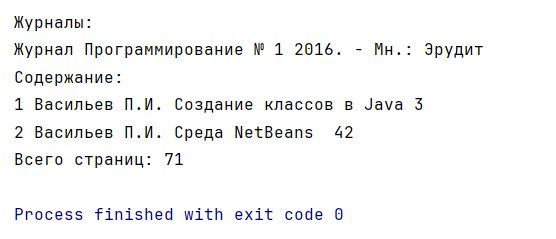 Журналы:
Журнал Программирование № 1 2016. - Мн.: Эрудит
Содержание:
1 Васильев П.И. Создание классов в Java 3
2 Васильев П.И. Среда NetBeans  42
Всего страниц: 71
Process finished with exit code 0